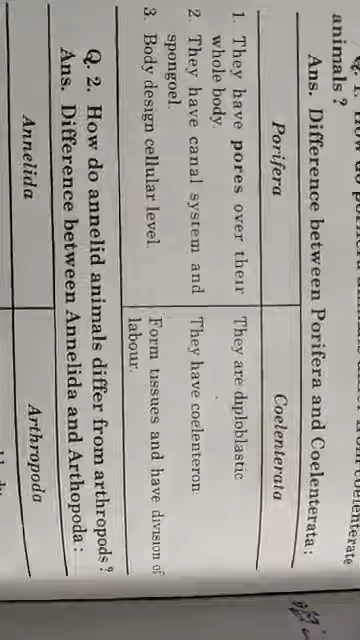 animals ?
Ans. Difference between Porifera and Coelenterata :
Porifera Coelenterata
1. They have pores over their They are diploblastic
whole body.
2. They have canal system and They have coelenteron.
spongoel.
3. Body design cellular level. Form tissues and have division of
labour.
Q. 2. How do annelid animals differ from arthropods ?
Ans. Difference between Annelida and Arthopoda :
Annelida Arthropoda